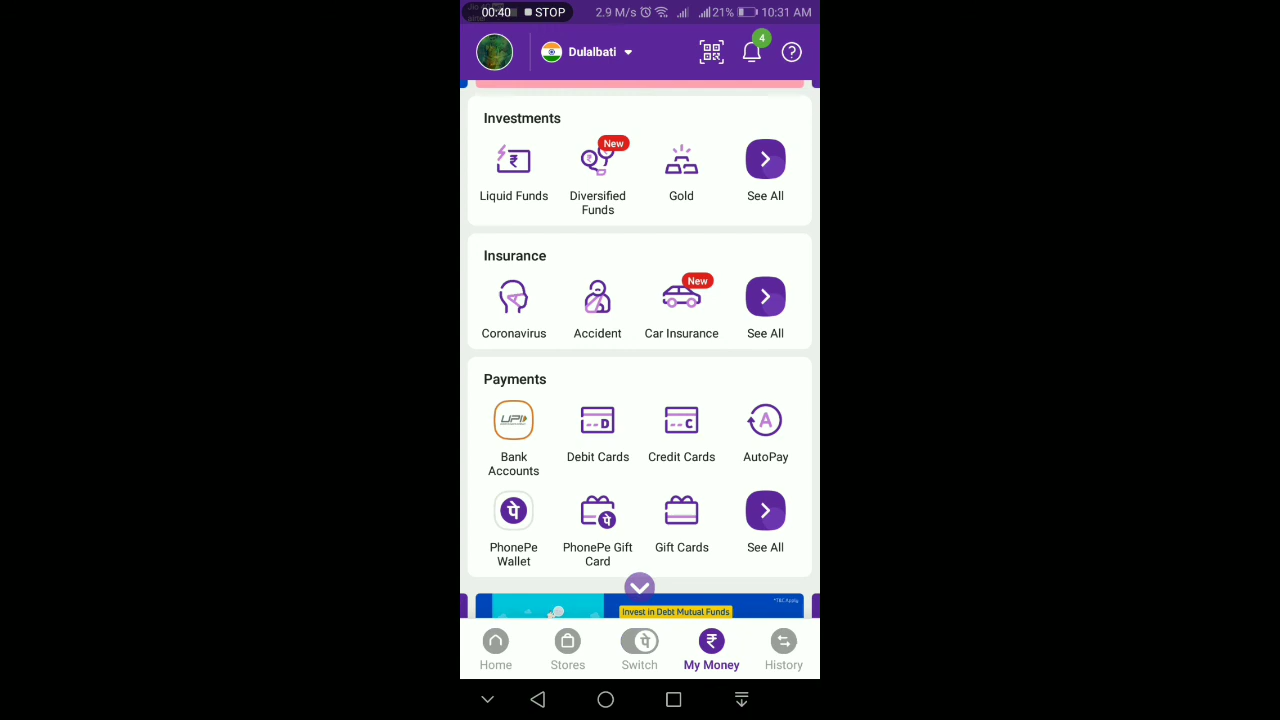 00:40 STOP 2.9 M/s 21% 10:31 AM
Dulalbati 4
Investments
New
Liquid Funds Diversified Funds Gold See All
Insurance
New
Coronavirus Accident Car Insurance See All
Payments
UPI D C A
Bank Accounts Debit Cards Credit Cards AutoPay
पे पे
PhonePe Wallet PhonePe Gift Card Gift Cards See All
*T&C Apply
Invest in Debt Mutual Funds
पे ₹
Home Stores Switch My Money History